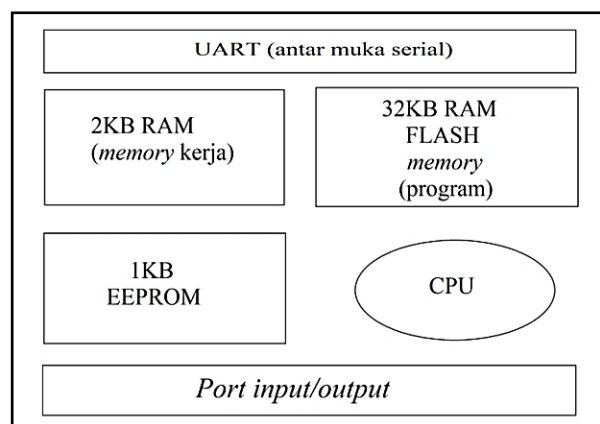 UART (antar muka serial)
2KB RAM
(memory kerja)
32KB RAM
FLASH
memory
(program)
1KB
EEPROM
CPU
Port input/output